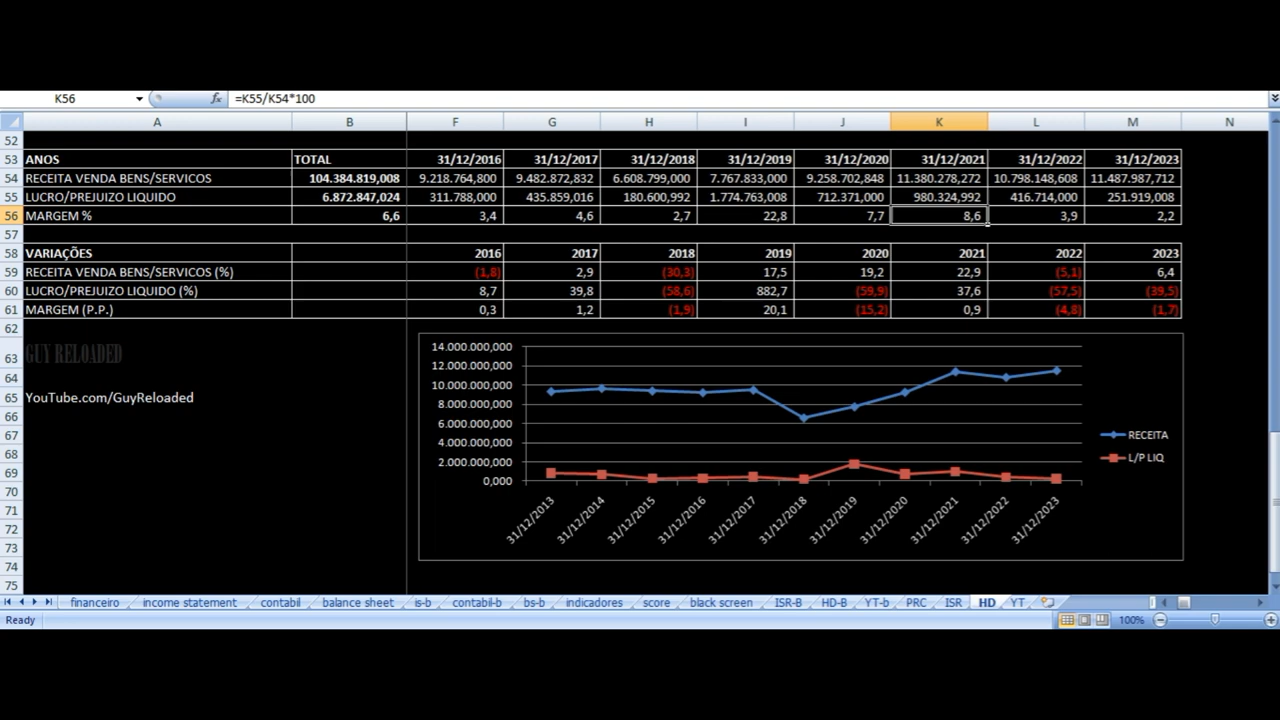 K56 fx =K55/K54*100
A B F G H I J K L M N
52
53 ANOS TOTAL 31/12/2016 31/12/2017 31/12/2018 31/12/2019 31/12/2020 31/12/2021 31/12/2022 31/12/2023
54 RECEITA VENDA BENS/SERVICOS 104.384.819,008 9.218.764,800 9.482.872,832 6.608.799,000 7.767.833,000 9.258.702,848 11.380.278,272 10.798.148,608 11.487.987,712
55 LUCRO/PREJUIZO LIQUIDO 6.872.847,024 311.788,000 435.859,016 180.600,992 1.774.763,008 712.371,000 980.324,992 416.714,000 251.919,008
56 MARGEM % 6,6 3,4 4,6 2,7 22,8 7,7 8,6 3,9 2,2
57
58 VARIAÇÕES 2016 2017 2018 2019 2020 2021 2022 2023
59 RECEITA VENDA BENS/SERVICOS (%) (1,8) 2,9 (30,3) 17,5 19,2 22,9 (5,1) 6,4
60 LUCRO/PREJUIZO LIQUIDO (%) 8,7 39,8 (58,6) 882,7 (59,9) 37,6 (57,5) (39,5)
61 MARGEM (P.P.) 0,3 1,2 (1,9) 20,1 (15,2) 0,9 (4,8) (1,7)
62
63 GUY RELOADED
64
65 YouTube.com/GuyReloaded
66
67
68
69
70
71
72
73
74
75
14.000.000,000
12.000.000,000
10.000.000,000
8.000.000,000
6.000.000,000
4.000.000,000
2.000.000,000
0,000
31/12/2013 31/12/2014 31/12/2015 31/12/2016 31/12/2017 31/12/2018 31/12/2019 31/12/2020 31/12/2021 31/12/2022 31/12/2023
RECEITA
L/P LIQ
financeiro income statement contabil balance sheet is-b contabil-b bs-b indicadores score black screen ISR-B HD-B YT-b PRC ISR HD YT
Ready 100%